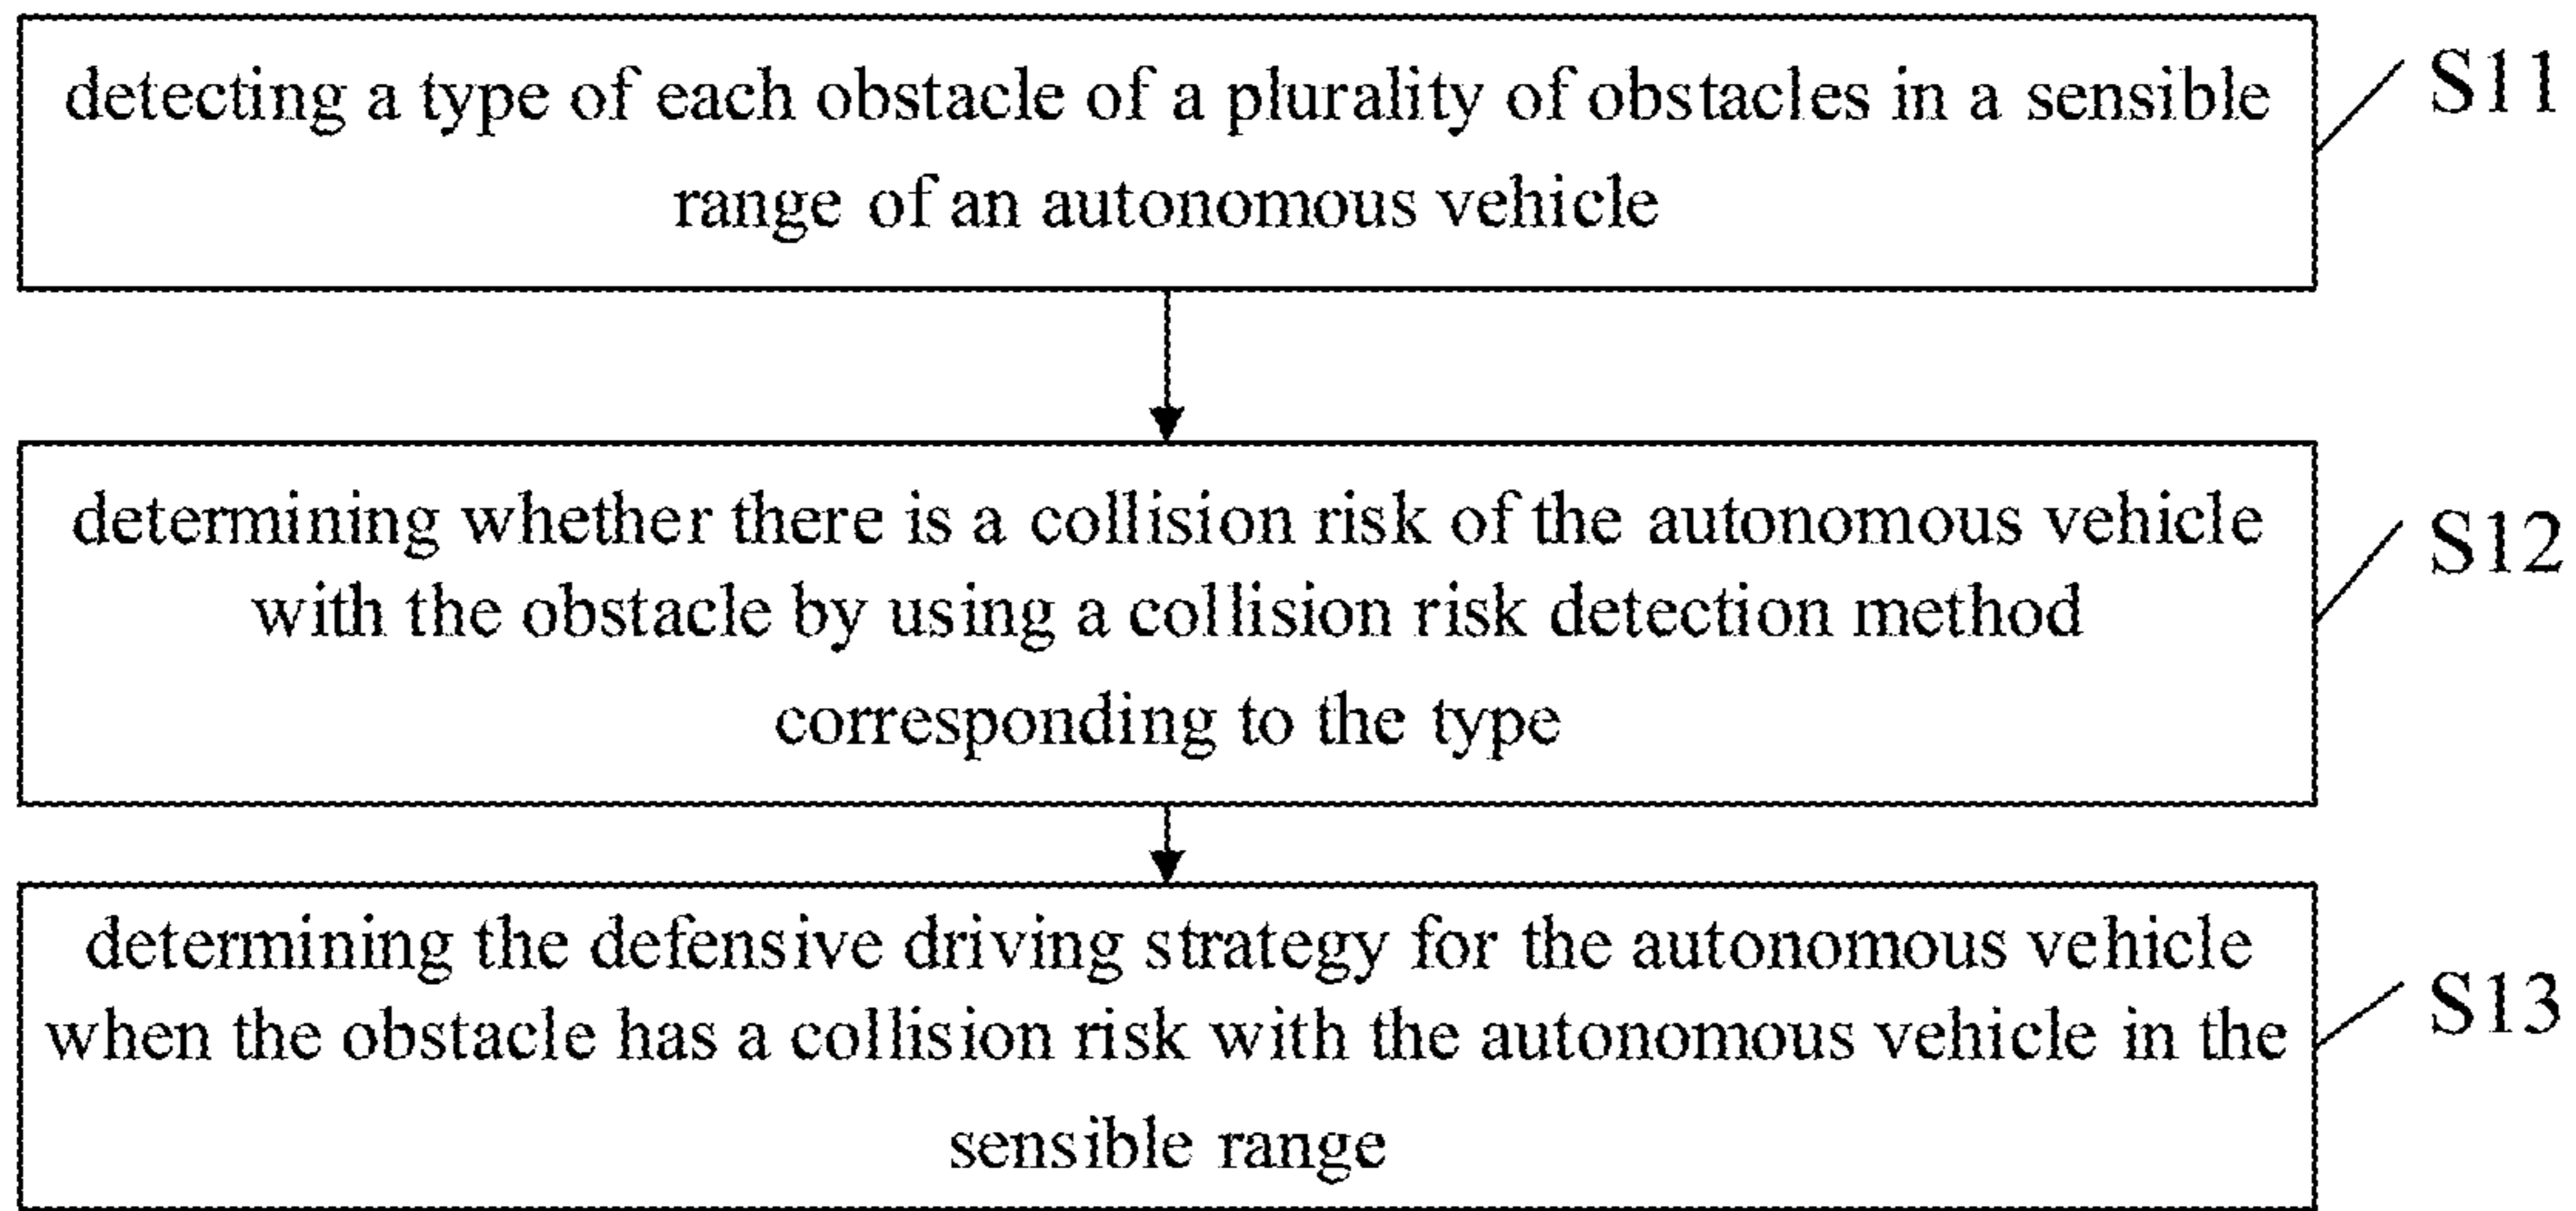 detecting a type of each obstacle of a plurality of obstacles in a sensible
range of an autonomous vehicle
S11
determining whether there is a collision risk of the autonomous vehicle
with the obstacle by using a collision risk detection method
corresponding to the type
S12
determining the defensive driving strategy for the autonomous vehicle
when the obstacle has a collision risk with the autonomous vehicle in the
sensible range
S13